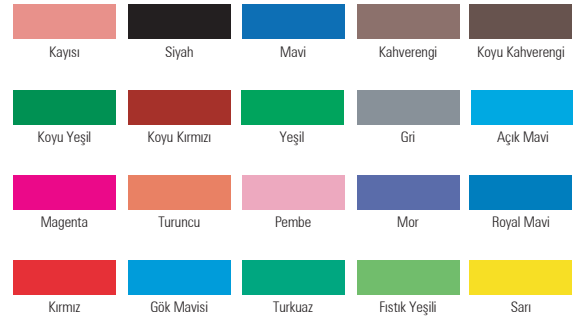 Kayısı Siyah Mavi Kahverengi Koyu Kahverengi
Koyu Yeşil Koyu Kırmızı Yeşil Gri Açık Mavi
Magenta Turuncu Pembe Mor Royal Mavi
Kırmız Gök Mavisi Turkuaz Fıstık Yeşili Sarı